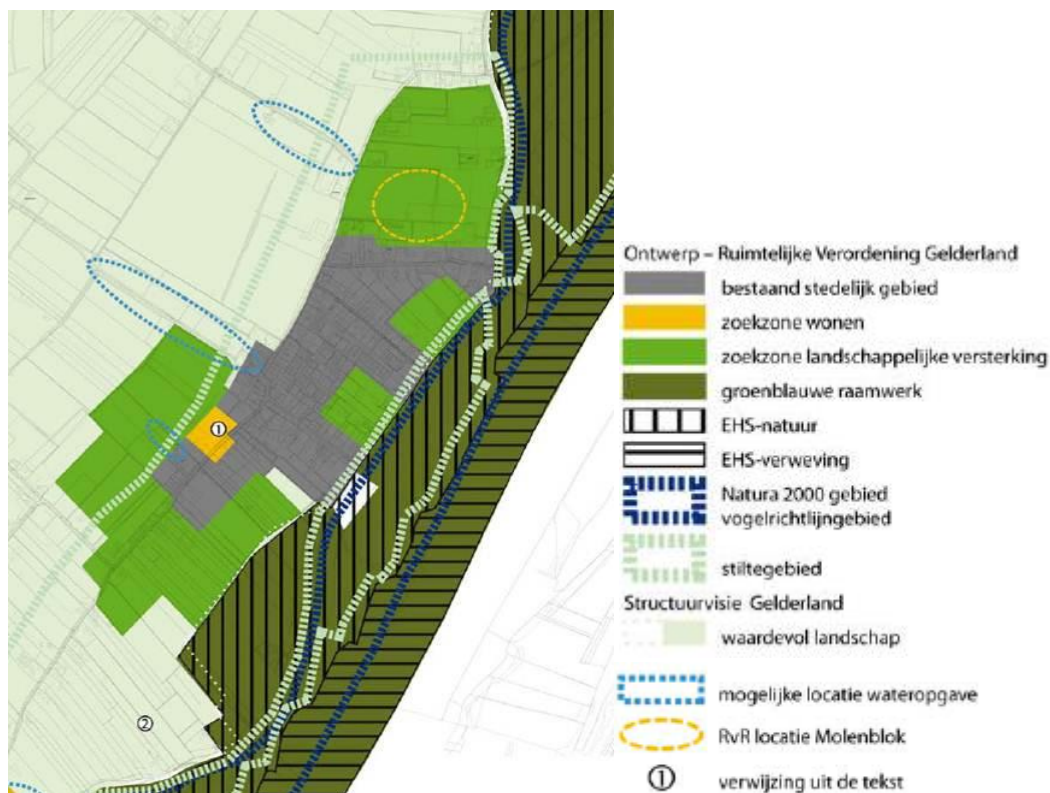 ①
②
Ontwerp – Ruimtelijke Verordening Gelderland
bestaand stedelijk gebied
zoekzone wonen
zoekzone landschappelijke versterking
groenblauwe raamwerk
EHS-natuur
EHS-verweving
Natura 2000 gebied
vogelrichtlijngebied
stiltegebied
Structuurvisie Gelderland
waardevol landschap
mogelijke locatie wateropgave
RvR locatie Molenblok
① verwijzing uit de tekst